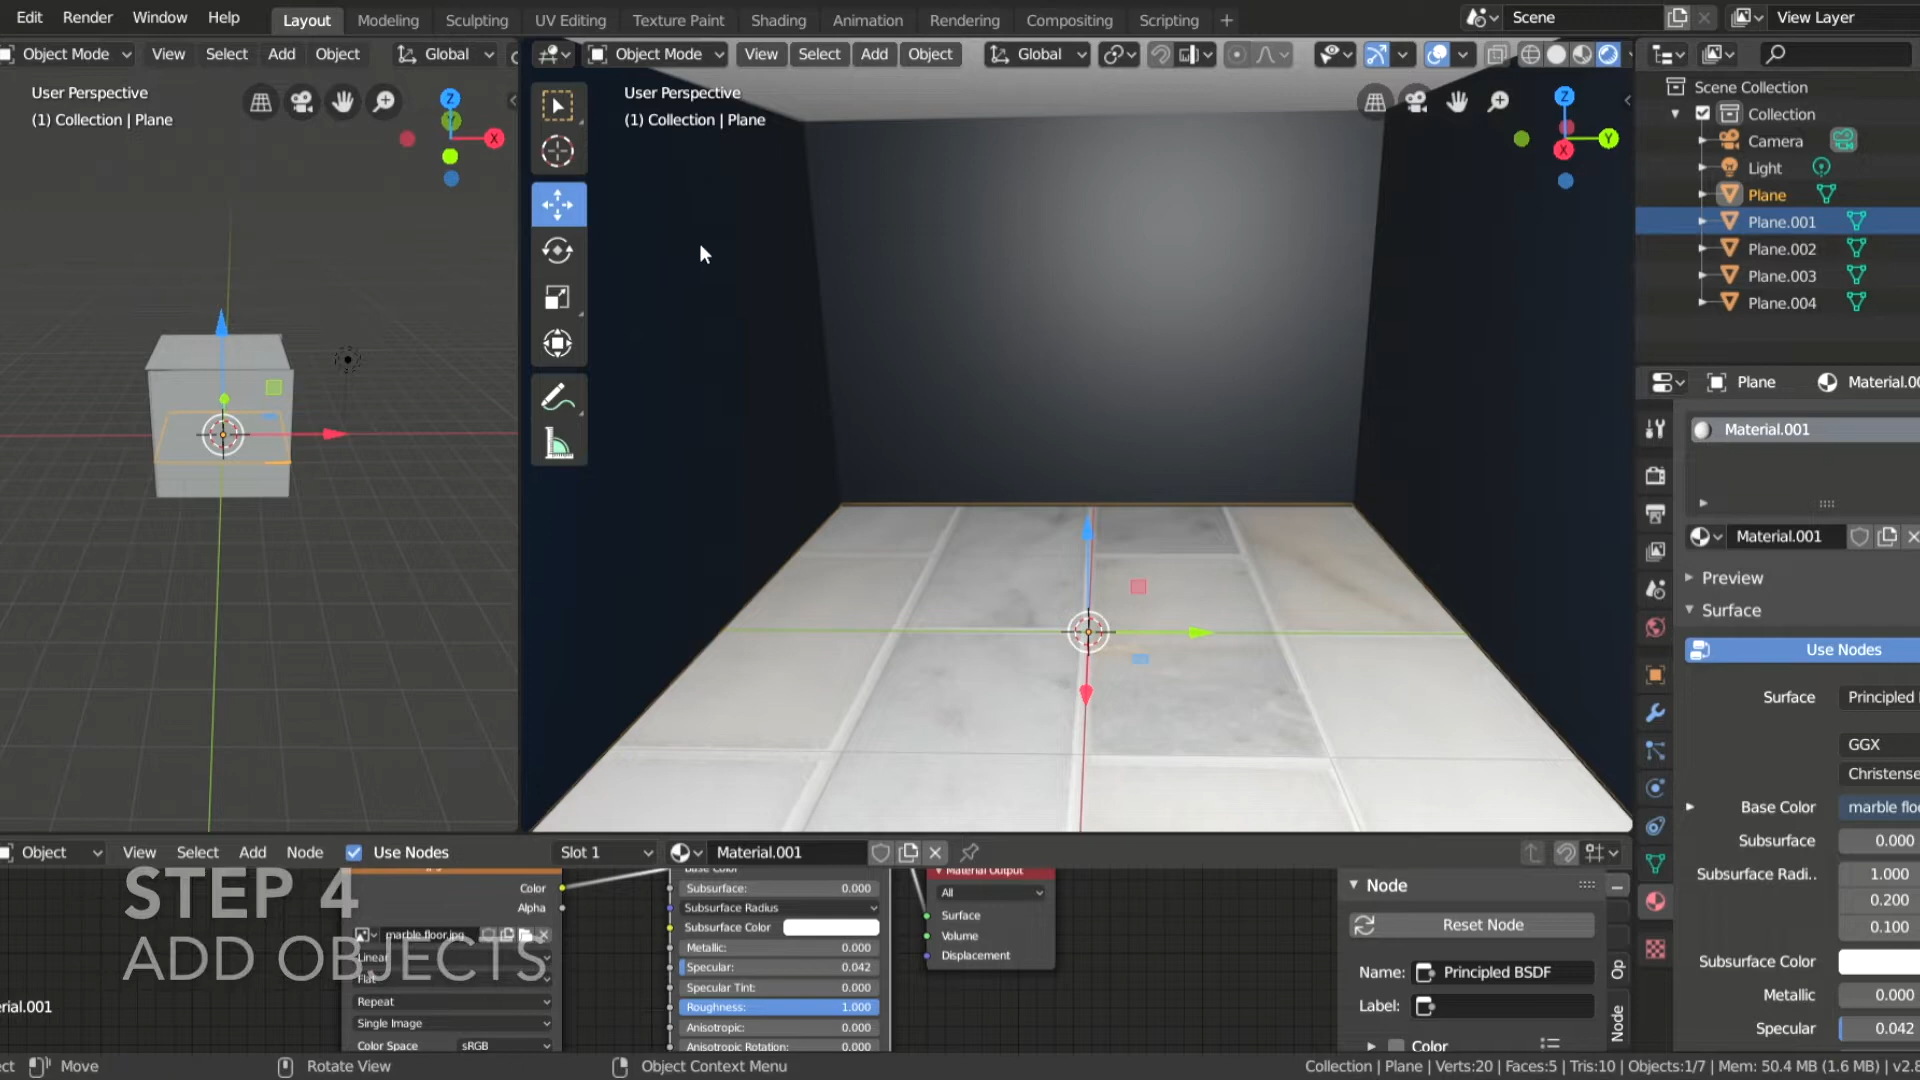 Edit Render Window Help Layout Modeling Sculpting UV Editing Texture Paint Shading Animation Rendering Compositing Scripting + Scene View Layer
Object Mode View Select Add Object Global
Object Mode View Select Add Object Global
User Perspective
(1) Collection | Plane
Z
Y
X
User Perspective
(1) Collection | Plane
Z
Y
X
Scene Collection
Collection
Camera
Light
Plane
Plane.001
Plane.002
Plane.003
Plane.004
Plane Material.00
Material.001
Material.001
Preview
Surface
Use Nodes
Surface Principled
GGX
Christense
Base Color marble flo
Subsurface 0.000
Subsurface Radi.. 1.000
0.200
0.100
Subsurface Color
Metallic 0.000
Specular 0.042
Object View Select Add Node Use Nodes Slot 1 Material.001
STEP 4
ADD OBJECTS
Color
Alpha
marble floor.jpg
Linear
Flat
Repeat
Single Image
Color Space sRGB
erial.001
Base Color
Subsurface: 0.000
Subsurface Radius
Subsurface Color
Metallic: 0.000
Specular: 0.042
Specular Tint: 0.000
Roughness: 1.000
Anisotropic: 0.000
Anisotropic Rotation: 0.000
Material Output
All
Surface
Volume
Displacement
Node
Reset Node
Name: Principled BSDF
Label:
Color
Op
Node
ect Move Rotate View Object Context Menu Collection | Plane | Verts:20 | Faces:5 | Tris:10 | Objects:1/7 | Mem: 50.4 MB (1.6 MB) | v2.8